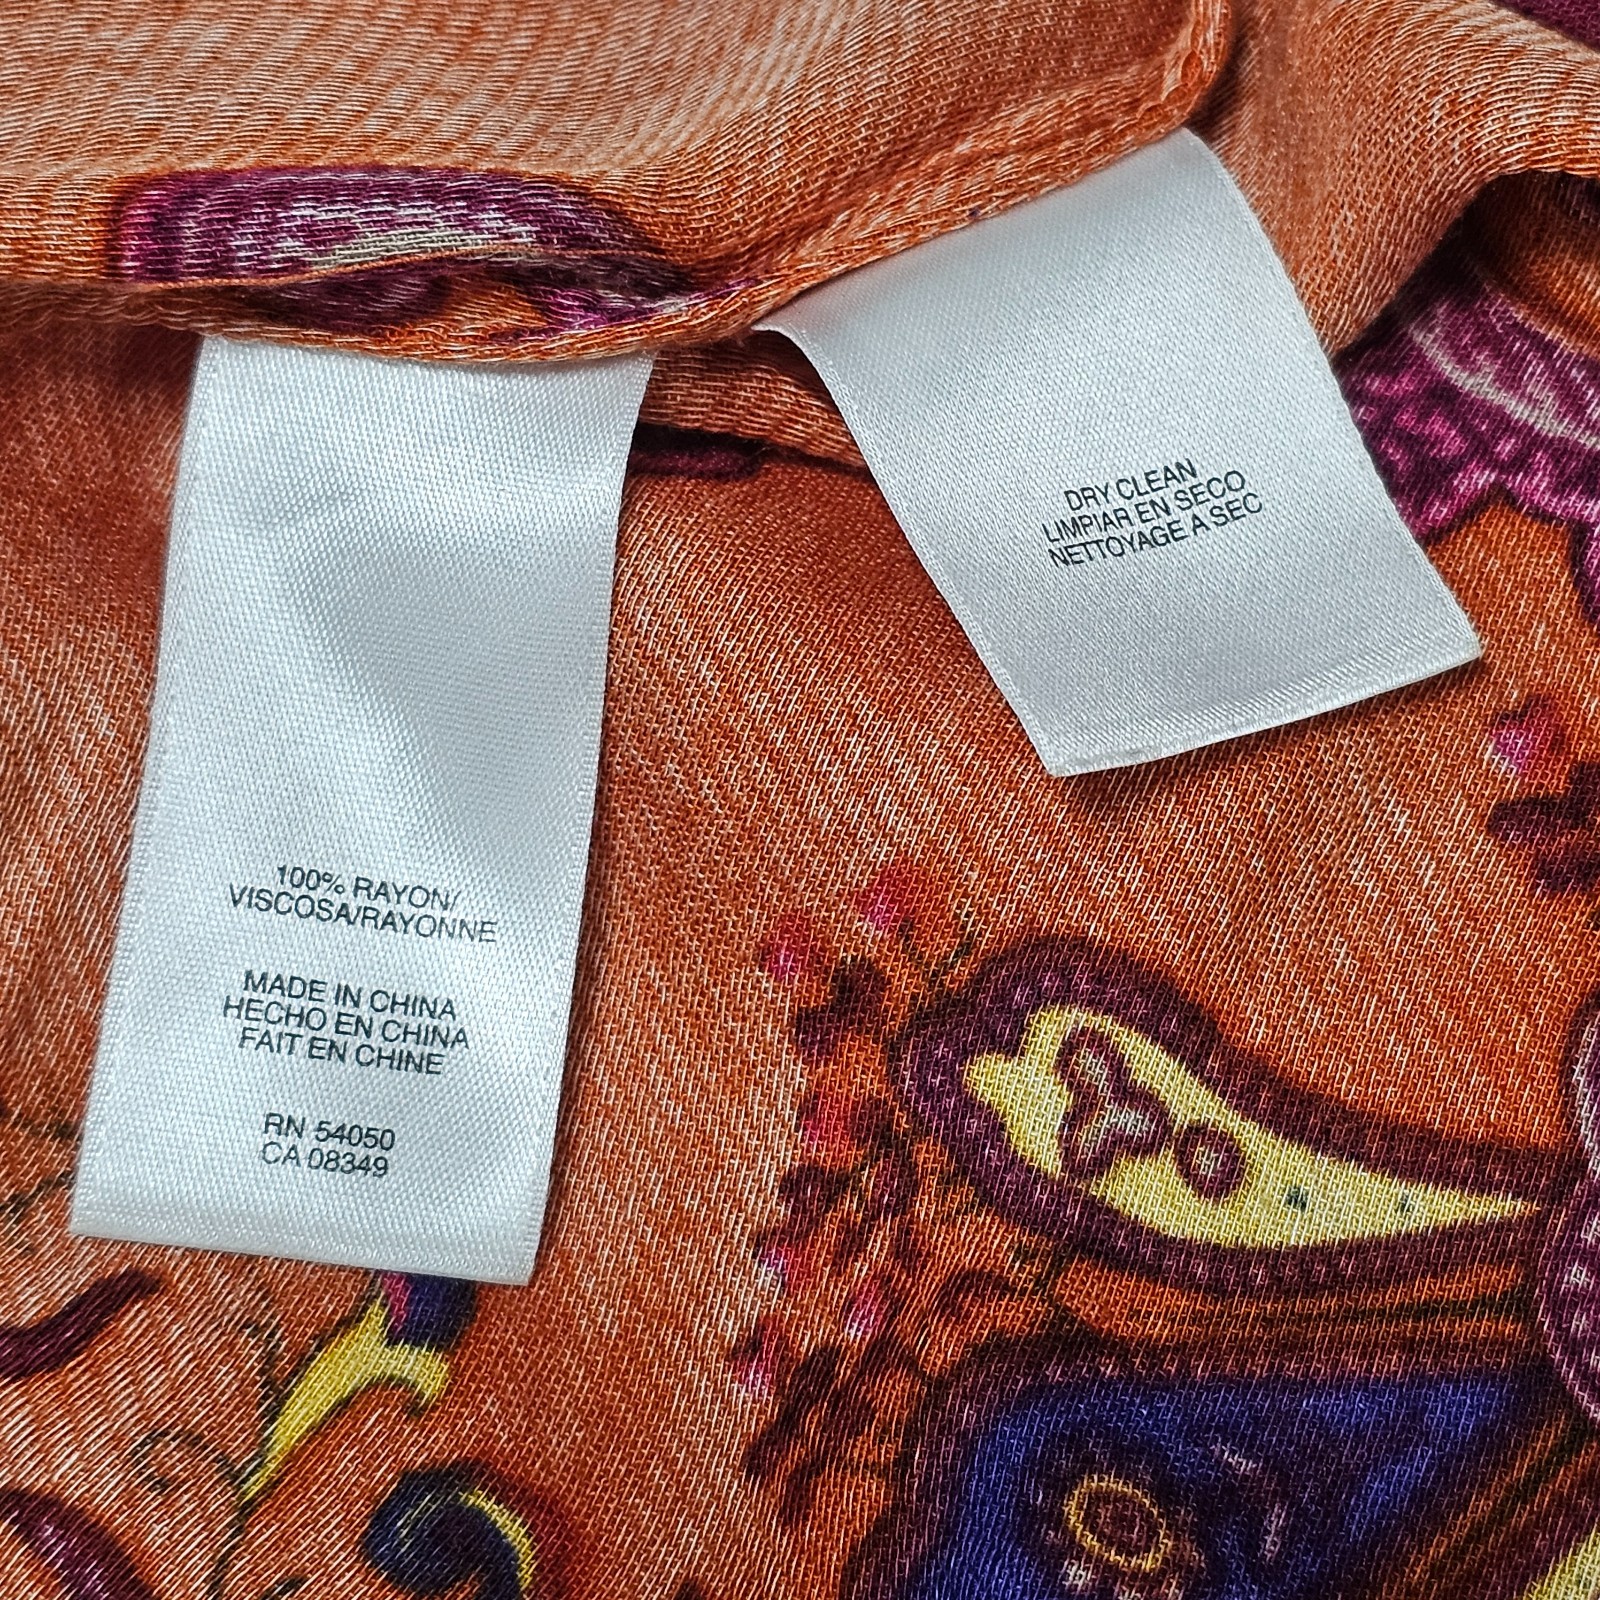 100% RAYON/
VISCOSA/RAYONNE
MADE IN CHINA
HECHO EN CHINA
FAIT EN CHINE
RN 54050
CA 08349
DRY CLEAN
LIMPIAR EN SECO
NETTOYAGE A SEC